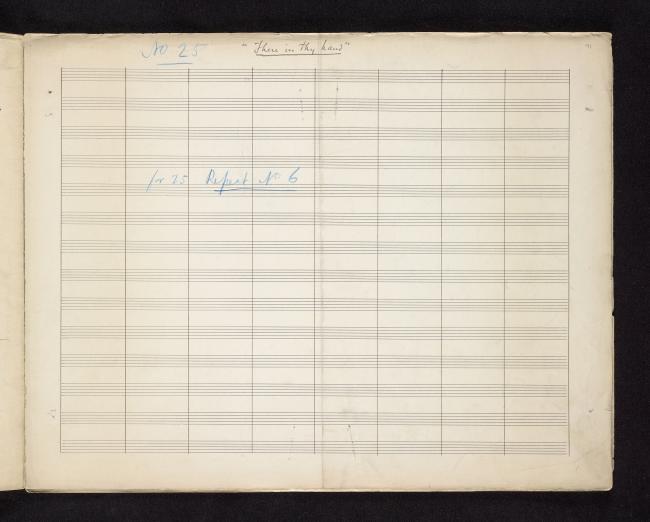 No 25 "There in thy hand"
for 25 Repeat No 6